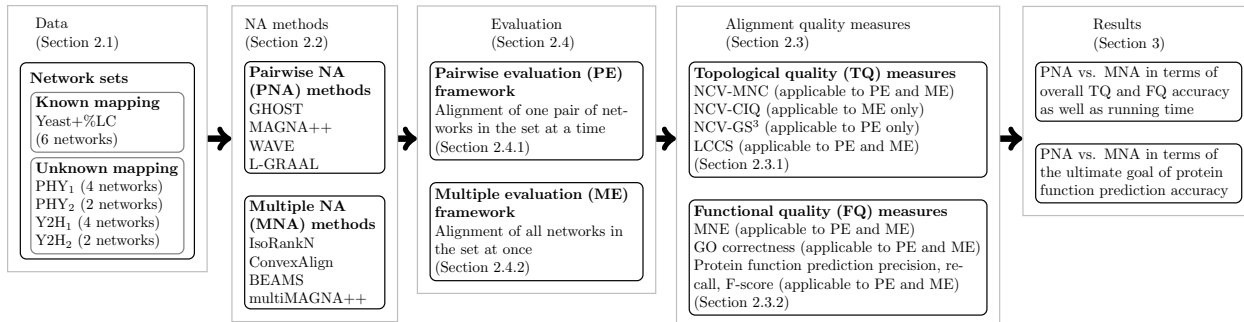 Data
(Section 2.1)
Network sets
Known mapping
Yeast+%LC
(6 networks)
Unknown mapping
PHY₁ (4 networks)
PHY₂ (2 networks)
Y2H₁ (4 networks)
Y2H₂ (2 networks)
NA methods
(Section 2.2)
Pairwise NA
(PNA) methods
GHOST
MAGNA++
WAVE
L-GRAAL
Multiple NA
(MNA) methods
IsoRankN
ConvexAlign
BEAMS
multiMAGNA++
Evaluation
(Section 2.4)
Pairwise evaluation (PE)
framework
Alignment of one pair of net-
works in the set at a time
(Section 2.4.1)
Multiple evaluation (ME)
framework
Alignment of all networks in
the set at once
(Section 2.4.2)
Alignment quality measures
(Section 2.3)
Topological quality (TQ) measures
NCV-MNC (applicable to PE and ME)
NCV-CIQ (applicable to ME only)
NCV-GS³ (applicable to PE only)
LCCS (applicable to PE and ME)
(Section 2.3.1)
Functional quality (FQ) measures
MNE (applicable to PE and ME)
GO correctness (applicable to PE and ME)
Protein function prediction precision, re-
call, F-score (applicable to PE and ME)
(Section 2.3.2)
Results
(Section 3)
PNA vs. MNA in terms of
overall TQ and FQ accuracy
as well as running time
PNA vs. MNA in terms of
the ultimate goal of protein
function prediction accuracy